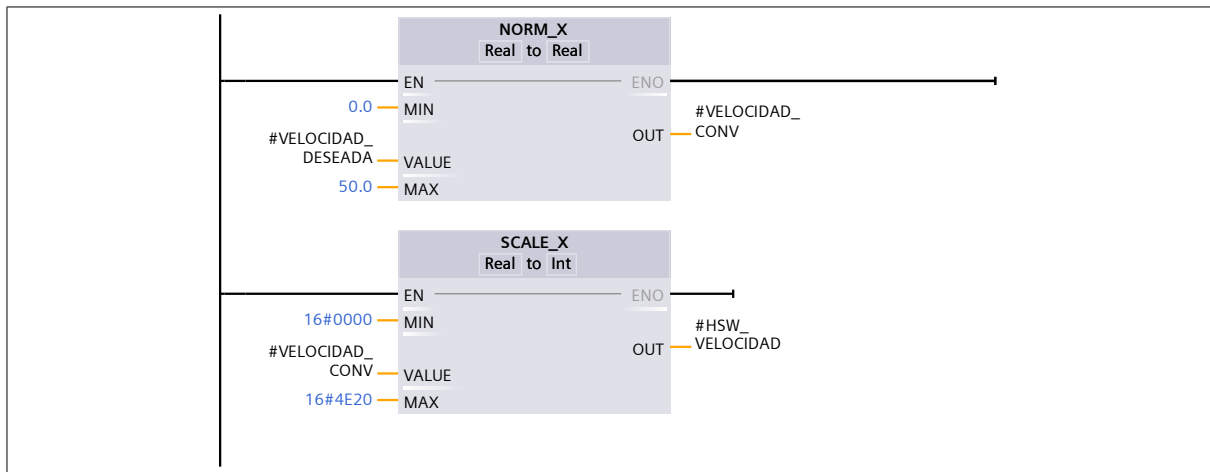 NORM_X
Real to Real
EN
ENO
0.0
MIN
#VELOCIDAD_
CONV
OUT
#VELOCIDAD_
DESEADA
VALUE
50.0
MAX
SCALE_X
Real to Int
EN
ENO
16#0000
MIN
#HSW_
VELOCIDAD
OUT
#VELOCIDAD_
CONV
VALUE
16#4E20
MAX